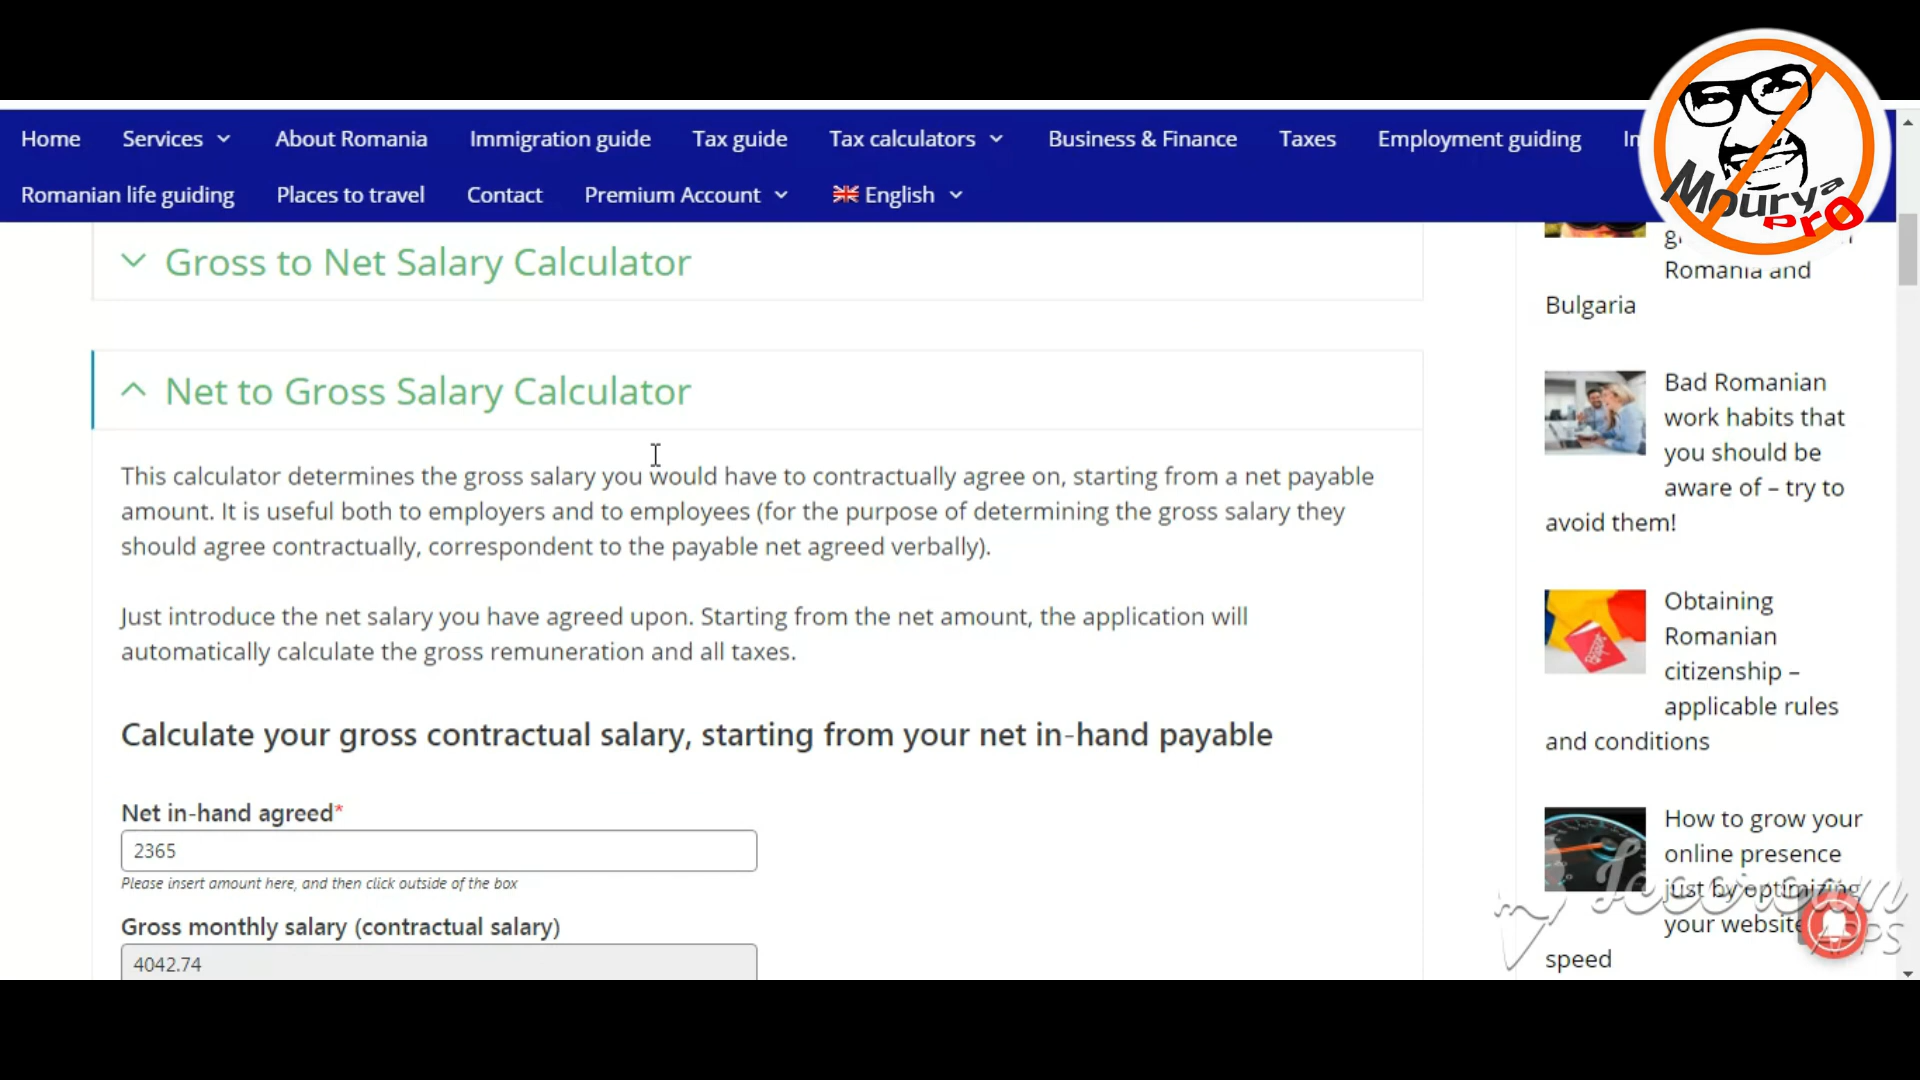 Home Services About Romania Immigration guide Tax guide Tax calculators Business & Finance Taxes Employment guiding
Romanian life guiding Places to travel Contact Premium Account English
Mourya
PrO
Gross to Net Salary Calculator
Net to Gross Salary Calculator
This calculator determines the gross salary you would have to contractually agree on, starting from a net payable
amount. It is useful both to employers and to employees (for the purpose of determining the gross salary they
should agree contractually, correspondent to the payable net agreed verbally).
Just introduce the net salary you have agreed upon. Starting from the net amount, the application will
automatically calculate the gross remuneration and all taxes.
Calculate your gross contractual salary, starting from your net in-hand payable
Net in-hand agreed*
2365
Please insert amount here, and then click outside of the box
Gross monthly salary (contractual salary)
4042.74
Romania and
Bulgaria
Bad Romanian
work habits that
you should be
aware of – try to
avoid them!
Obtaining
Romanian
citizenship –
applicable rules
and conditions
How to grow your
online presence
just by optimizing
your website
speed
Icecream
APPS